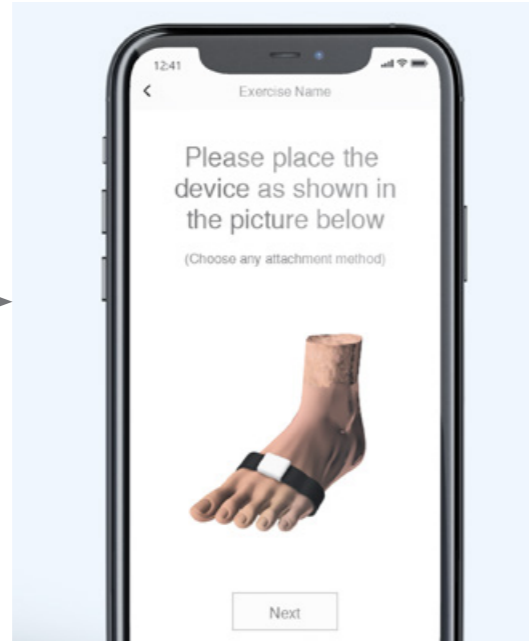 12:41
Exercise Name
Please place the
device as shown in
the picture below
(Choose any attachment method)
Next